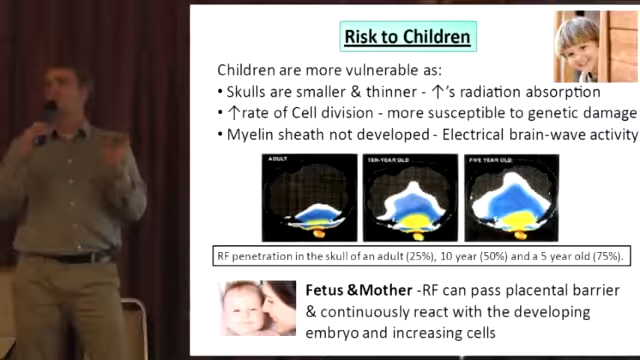 Risk to Children
Children are more vulnerable as:
• Skulls are smaller & thinner - ↑'s radiation absorption
• ↑rate of Cell division - more susceptible to genetic damage
• Myelin sheath not developed - Electrical brain-wave activity
ADULT TEN-YEAR OLD FIVE YEAR OLD
RF penetration in the skull of an adult (25%), 10 year (50%) and a 5 year old (75%).
Fetus &Mother -RF can pass placental barrier
& continuously react with the developing
embryo and increasing cells